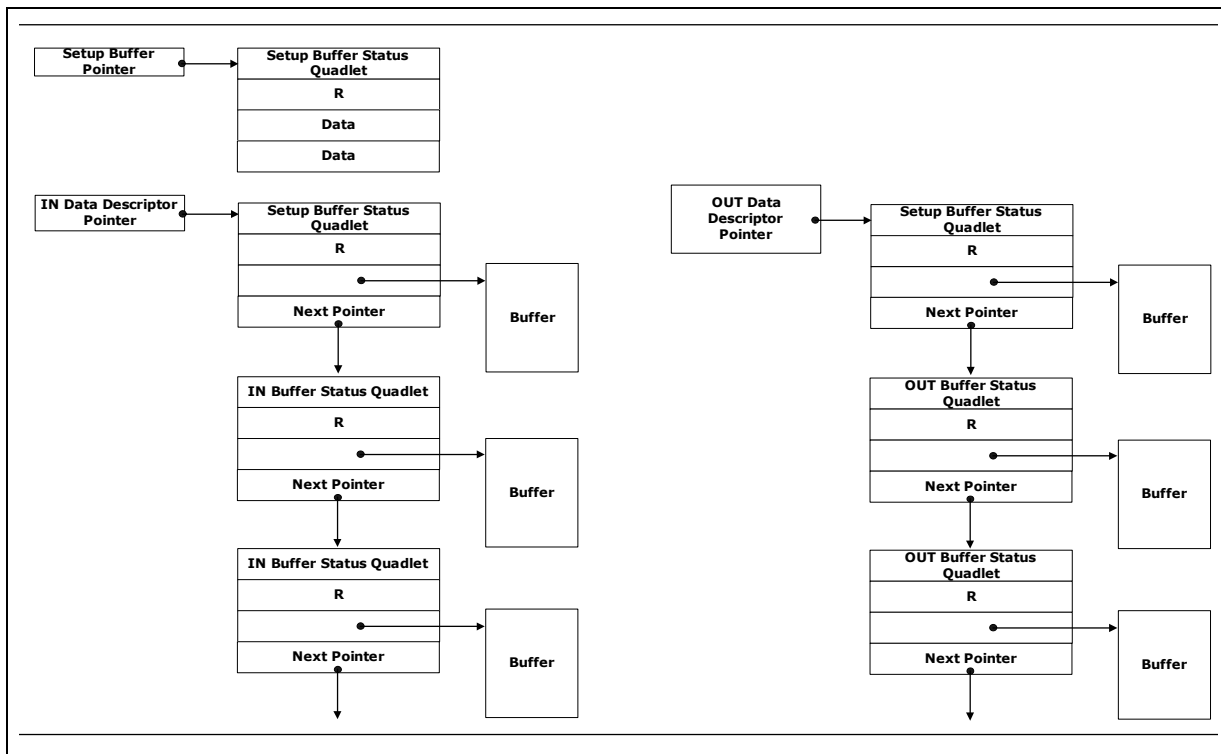 Setup Buffer
Pointer
Setup Buffer Status
Quadlet
R
Data
Data
IN Data Descriptor
Pointer
Setup Buffer Status
Quadlet
R
Next Pointer
Buffer
IN Buffer Status Quadlet
R
Next Pointer
Buffer
IN Buffer Status Quadlet
R
Next Pointer
Buffer
OUT Data
Descriptor
Pointer
Setup Buffer Status
Quadlet
R
Next Pointer
Buffer
OUT Buffer Status
Quadlet
R
Next Pointer
Buffer
OUT Buffer Status
Quadlet
R
Next Pointer
Buffer